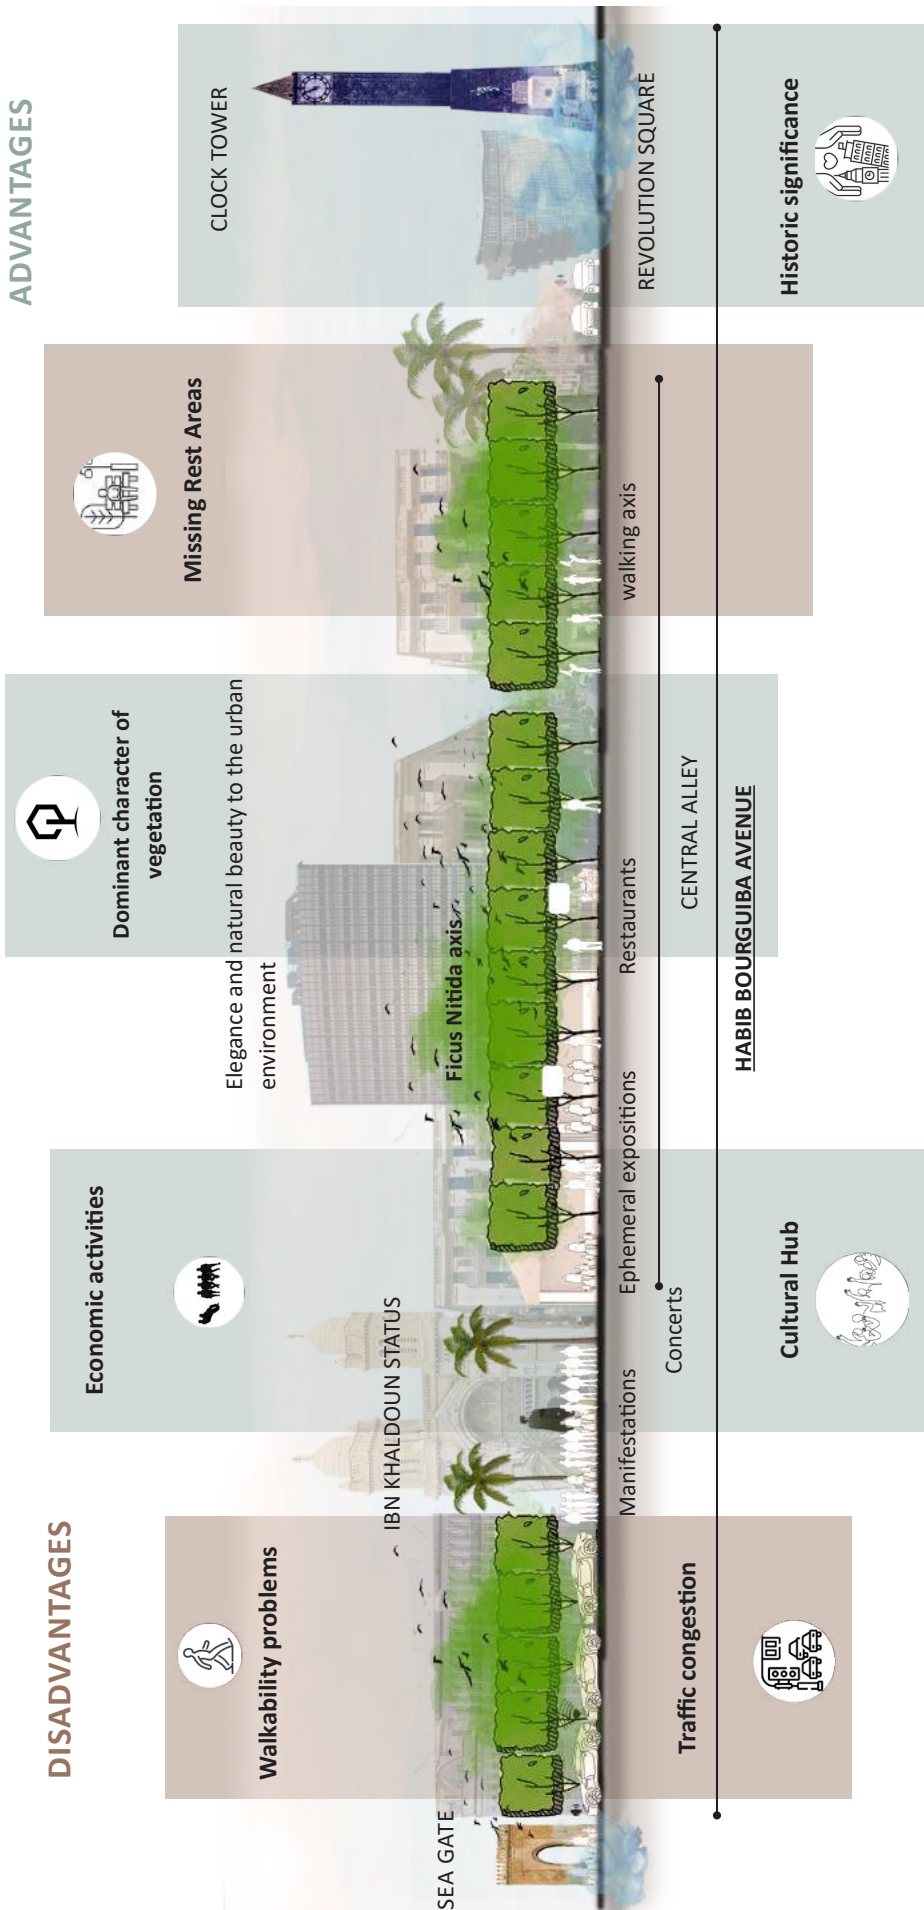 DISADVANTAGES
ADVANTAGES
Walkability problems
Economic activities
Dominant character of
vegetation
Missing Rest Areas
SEA GATE
IBN KHALDOUN STATUS
Elegance and natural beauty to the urban
environment
Ficus Nitida axis
CLOCK TOWER
Manifestations
Ephemeral expositions
Restaurants
walking axis
REVOLUTION SQUARE
Concerts
CENTRAL ALLEY
Traffic congestion
HABIB BOURGUIBA AVENUE
Cultural Hub
Historic significance